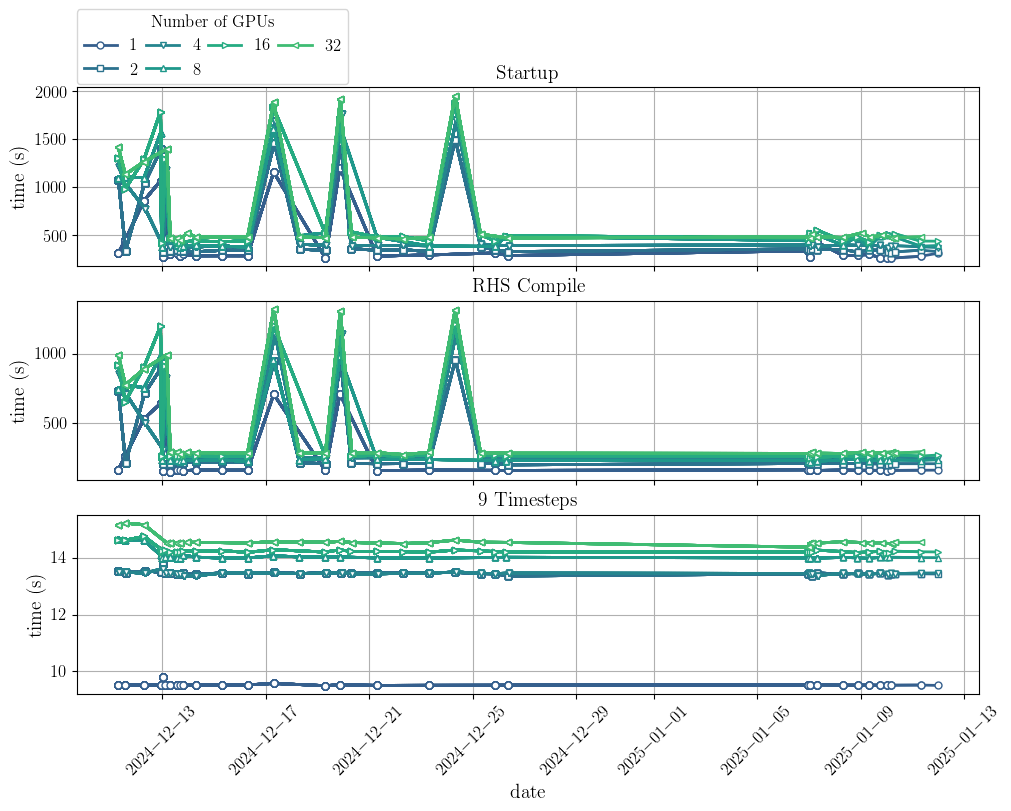 Number of GPUs
1 4 16 32
2 8
Startup
2000
1500
1000
500
time (s)
RHS Compile
1000
500
time (s)
9 Timesteps
14
12
10
time (s)
2024−12−13 2024−12−17 2024−12−21 2024−12−25 2024−12−29 2025−01−01 2025−01−05 2025−01−09 2025−01−13
date